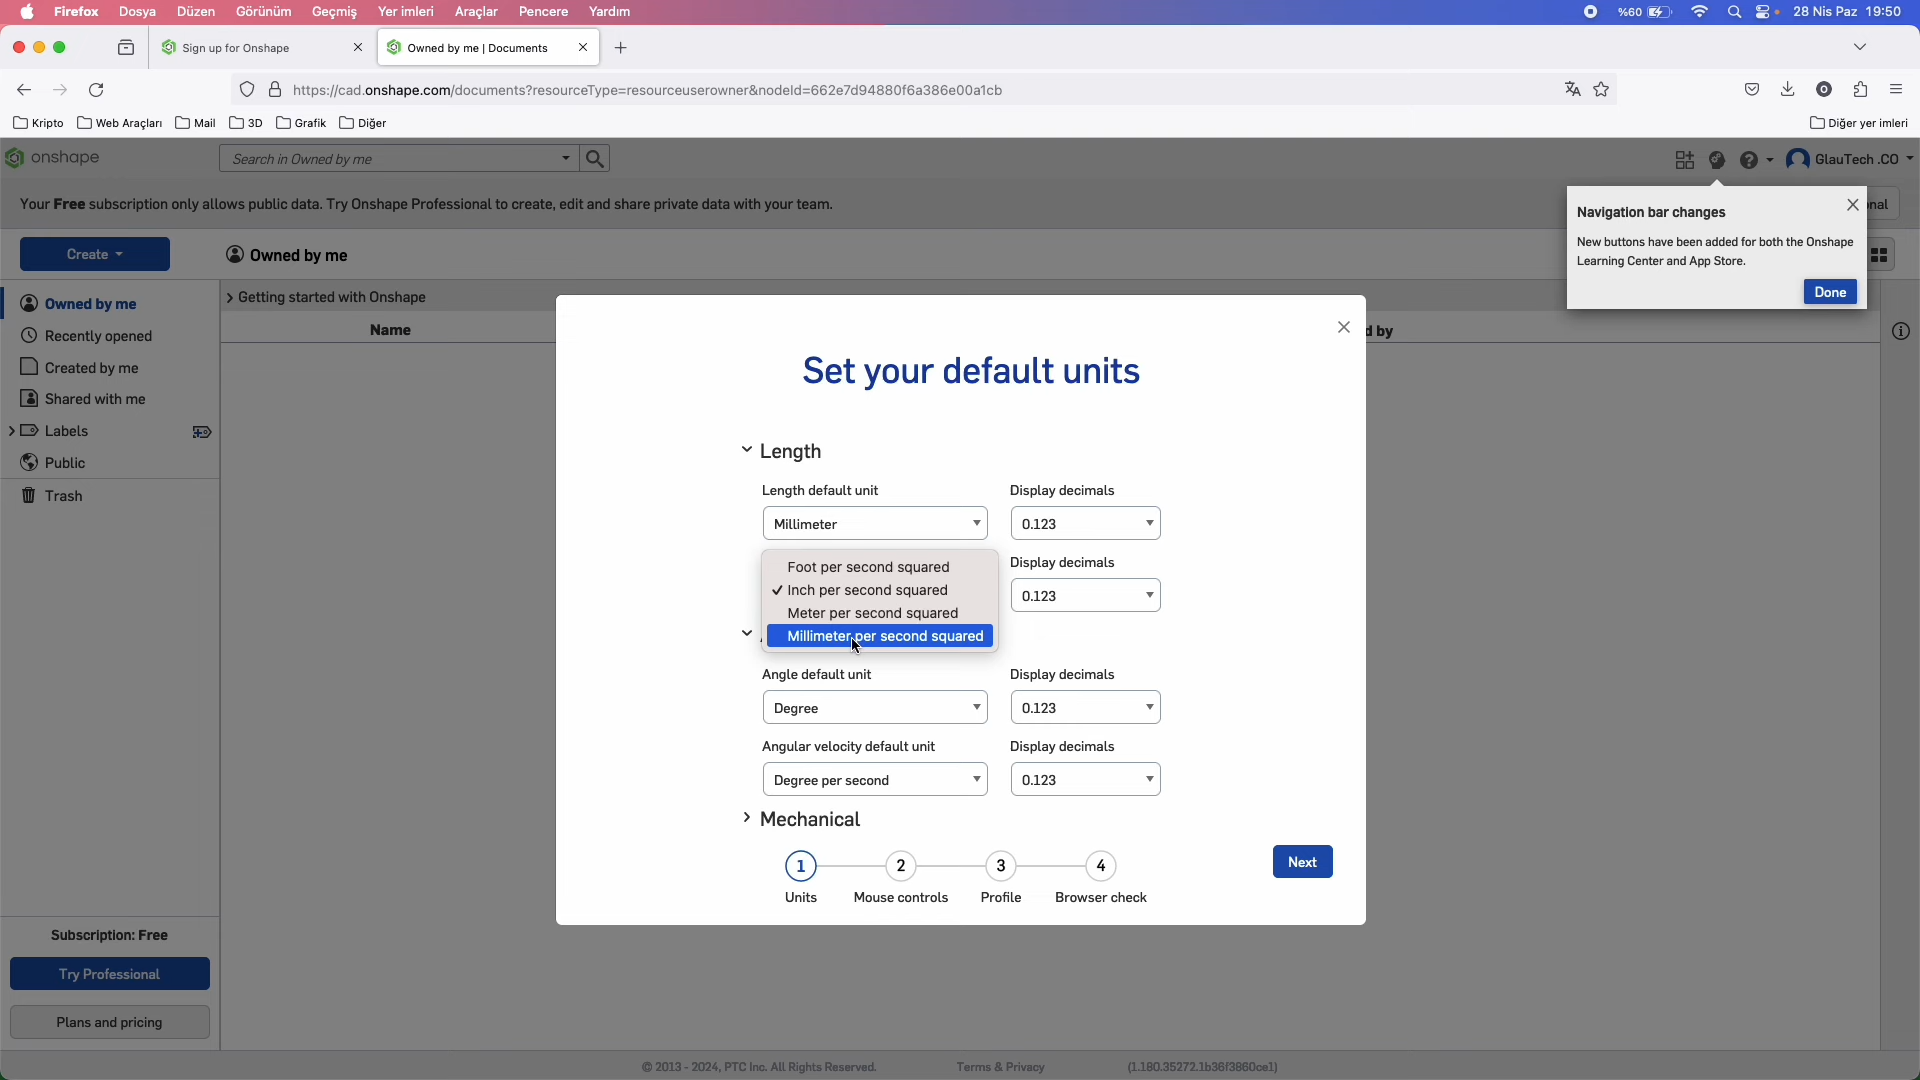 Firefox Dosya Düzen Görünüm Geçmiş Yer imleri Araçlar Pencere Yardım %60 28 Nis Paz 19:50
Sign up for Onshape Owned by me | Documents
https://cad.onshape.com/documents?resourceType=resourceuserowner&nodeId=662e7d94880f6a386e00a1cb
Kripto Web Araçları Mail 3D Grafik Diğer Diğer yer imleri
onshape Search in Owned by me GlauTech .CO
Your Free subscription only allows public data. Try Onshape Professional to create, edit and share private data with your team.
Navigation bar changes
New buttons have been added for both the Onshape
Learning Center and App Store.
Done
Create Owned by me
Owned by me
Recently opened
Created by me
Shared with me
Labels
Public
Trash
Getting started with Onshape
Name
Set your default units
Length
Length default unit Display decimals
Millimeter 0.123
Display decimals
0.123
Foot per second squared
✓ Inch per second squared
Meter per second squared
Millimeter per second squared
Angle default unit Display decimals
Degree 0.123
Angular velocity default unit Display decimals
Degree per second 0.123
Mechanical
1 2 3 4
Units Mouse controls Profile Browser check
Next
Subscription: Free
Try Professional
Plans and pricing
© 2013 - 2024, PTC Inc. All Rights Reserved. Terms & Privacy (1.180.35272.1b36f3860ce1)